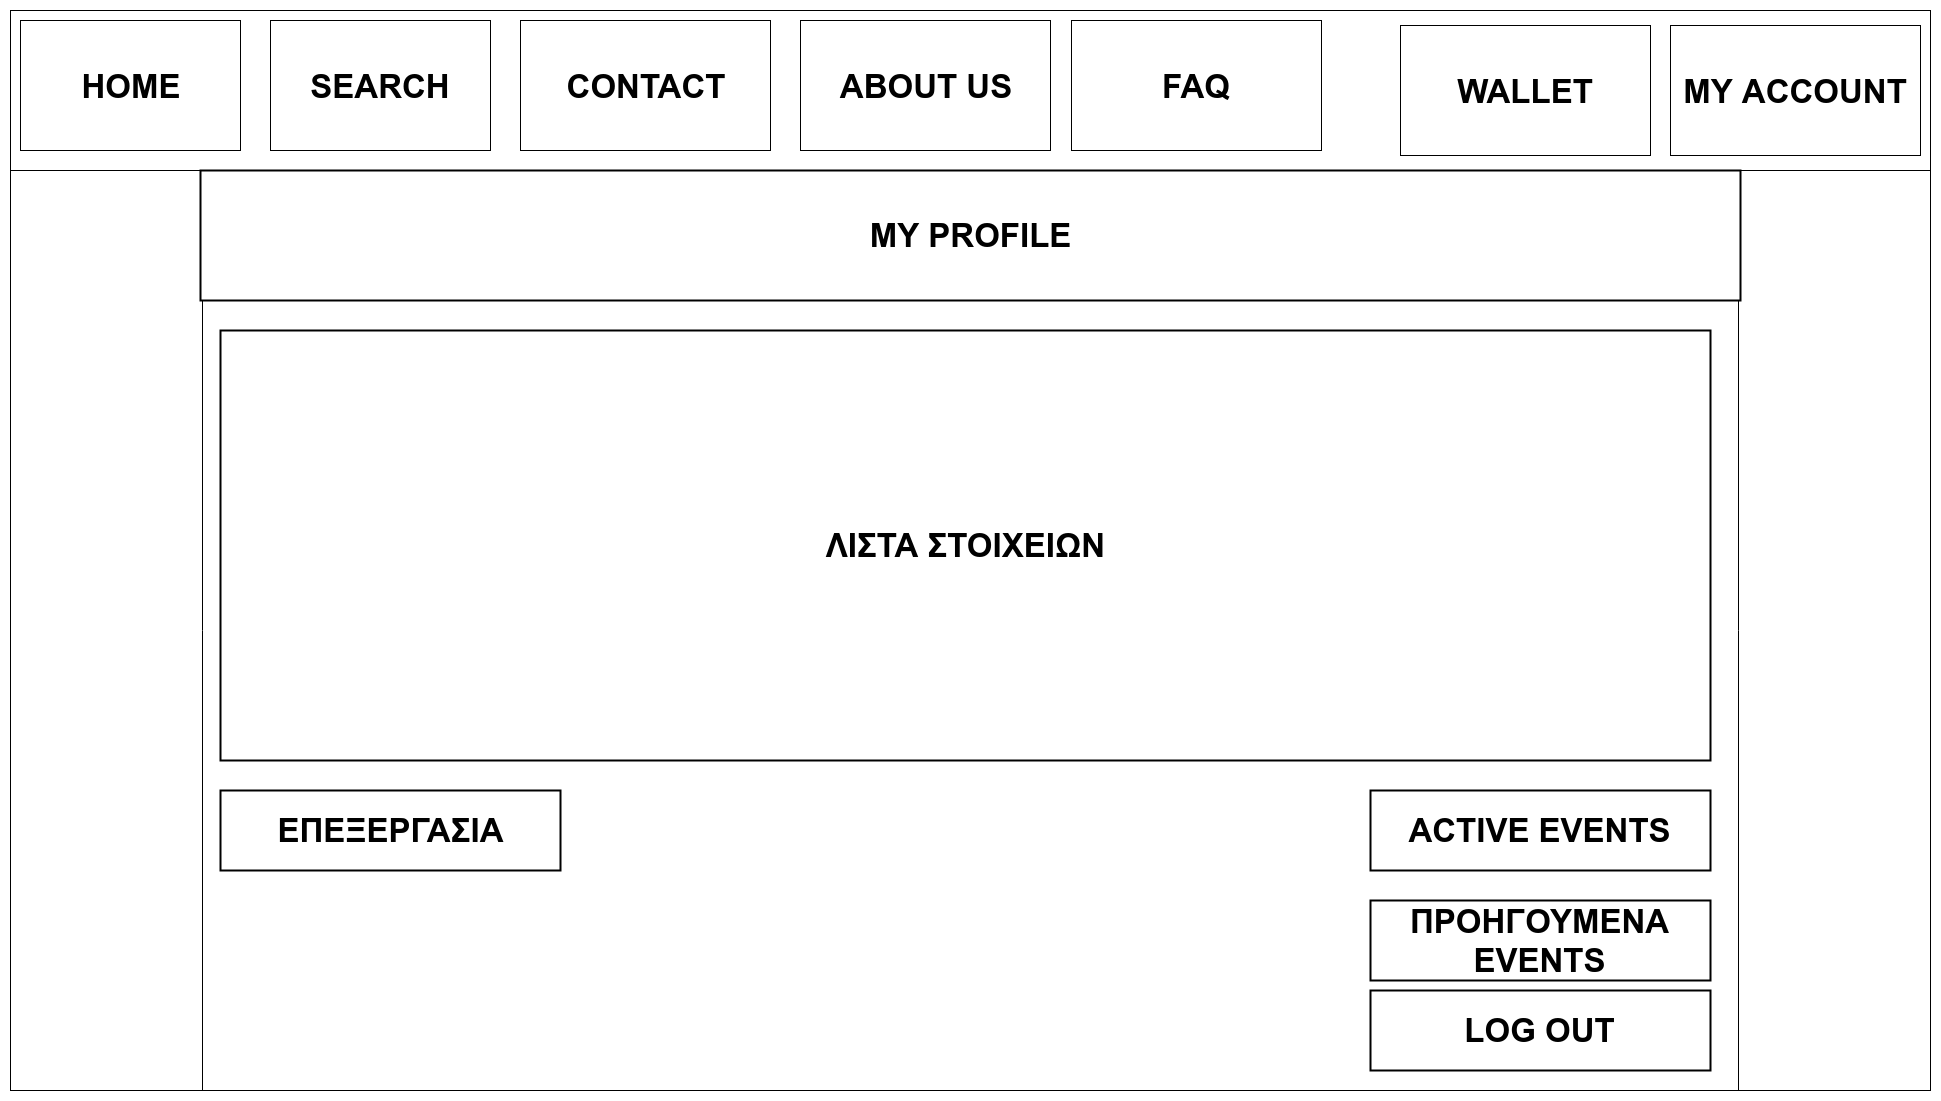 HOME
SEARCH
CONTACT
ABOUT US
FAQ
WALLET
MY ACCOUNT
MY PROFILE
ΛΙΣΤΑ ΣΤΟΙΧΕΙΩΝ
ΕΠΕΞΕΡΓΑΣΙΑ
ACTIVE EVENTS
ΠΡΟΗΓΟΥΜΕΝΑ
EVENTS
LOG OUT